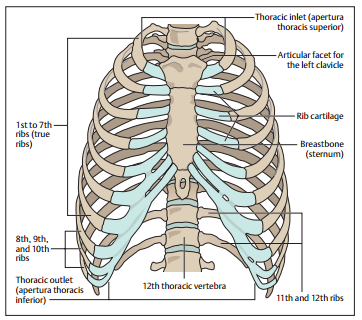 Thoracic inlet (apertura
thoracis superior)
Articular facet for
the left clavicle
Rib cartilage
Breastbone
(sternum)
1st to 7th
ribs (true
ribs)
8th, 9th,
and 10th
ribs
Thoracic outlet
(apertura thoracis
inferior)
12th thoracic vertebra
11th and 12th ribs